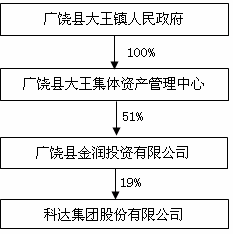 广饶县大王镇人民政府
100%
广饶县大王集体资产管理中心
51%
广饶县金润投资有限公司
19%
科达集团股份有限公司